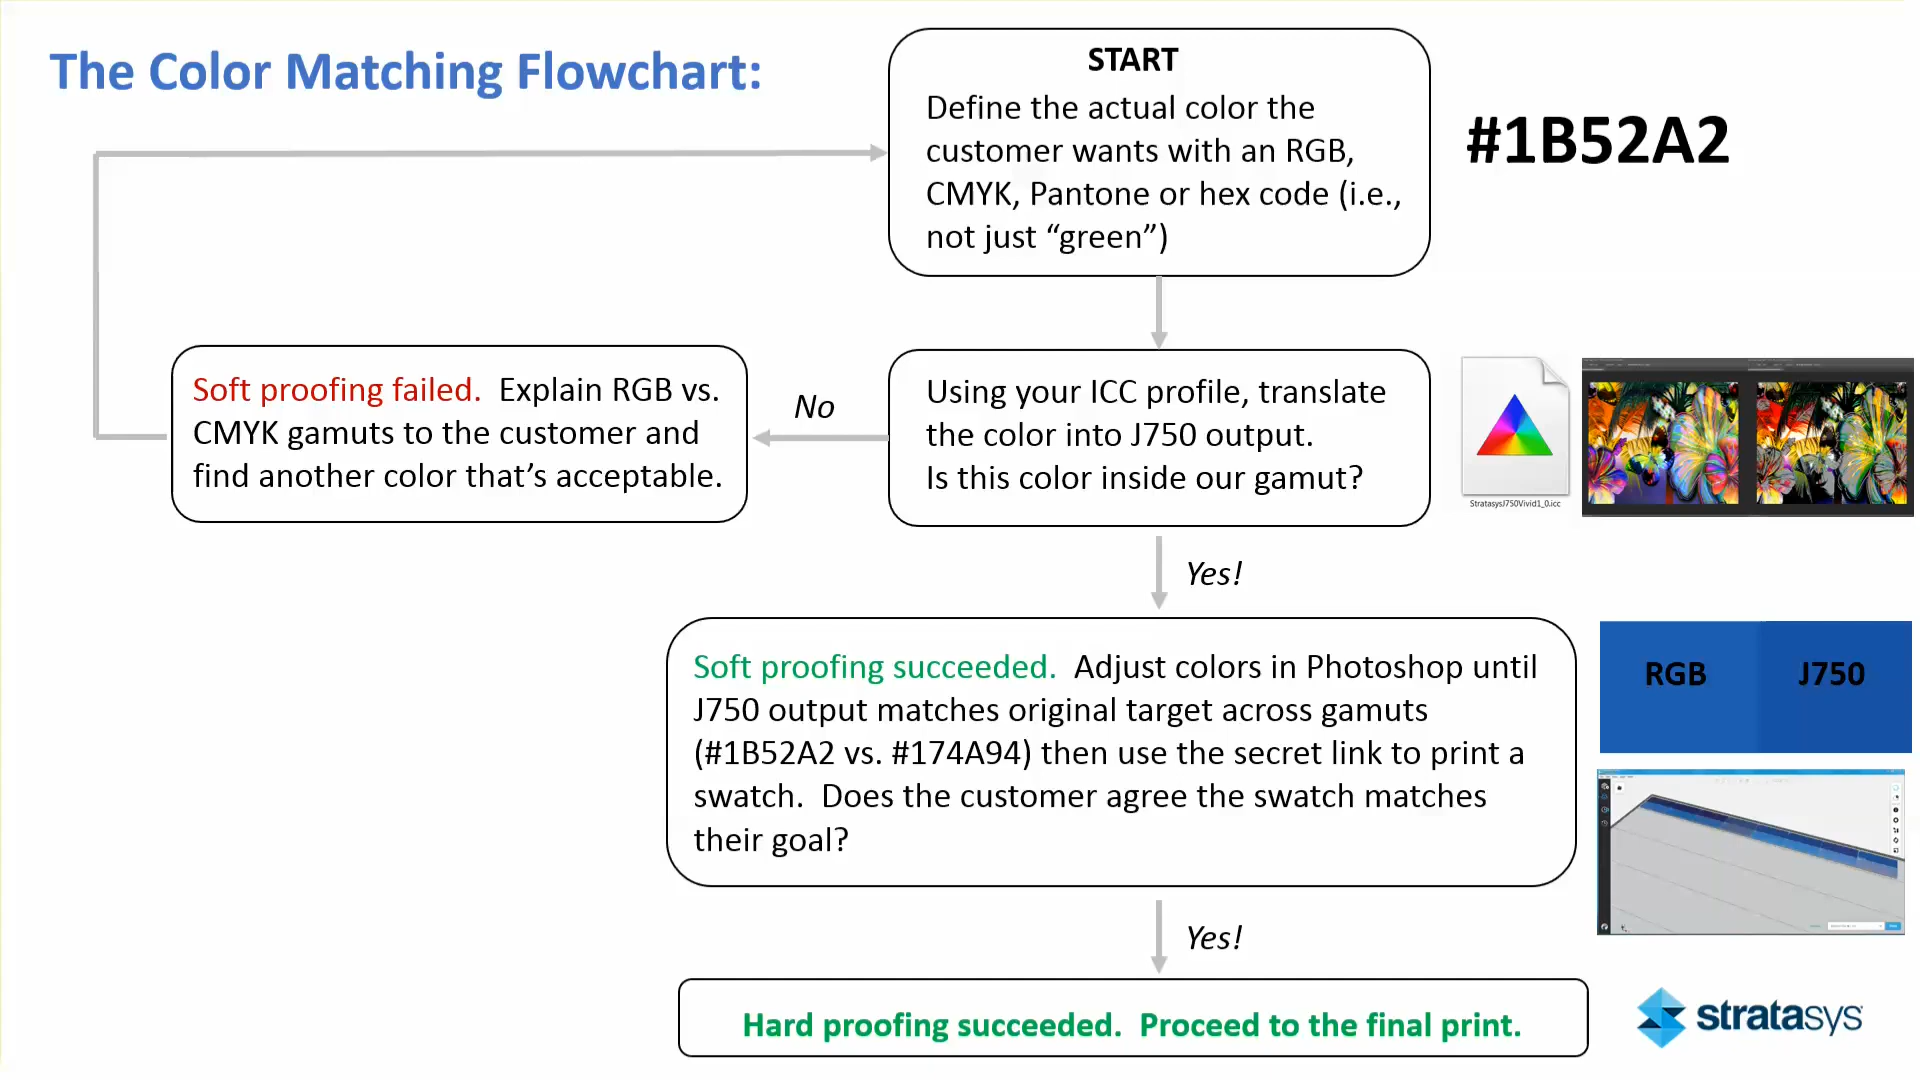 The Color Matching Flowchart:
START
Define the actual color the
customer wants with an RGB,
CMYK, Pantone or hex code (i.e.,
not just “green”)
#1B52A2
Soft proofing failed.  Explain RGB vs.
CMYK gamuts to the customer and
find another color that’s acceptable.
No
Using your ICC profile, translate
the color into J750 output.
Is this color inside our gamut?
StratasysJ750Vivid1_0.icc
Yes!
Soft proofing succeeded.  Adjust colors in Photoshop until
J750 output matches original target across gamuts
(#1B52A2 vs. #174A94) then use the secret link to print a
swatch.  Does the customer agree the swatch matches
their goal?
RGB
J750
Yes!
Hard proofing succeeded.  Proceed to the final print.
stratasys